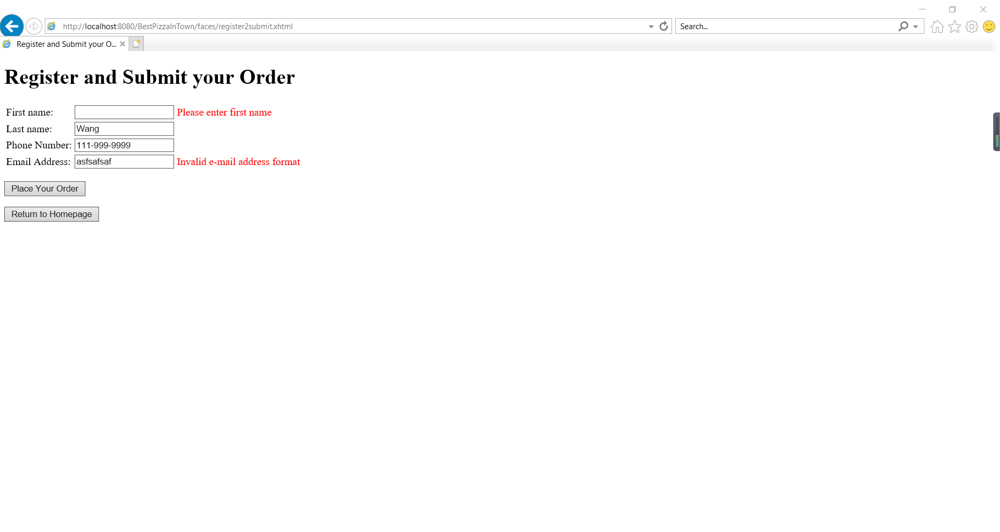 http://localhost:8080/BestPizzaInTown/faces/register2submit.xhtml
Search...
Register and Submit your O...
Register and Submit your Order
First name: Please enter first name
Last name: Wang
Phone Number: 111-999-9999
Email Address: asfsafsaf Invalid e-mail address format
Place Your Order
Return to Homepage